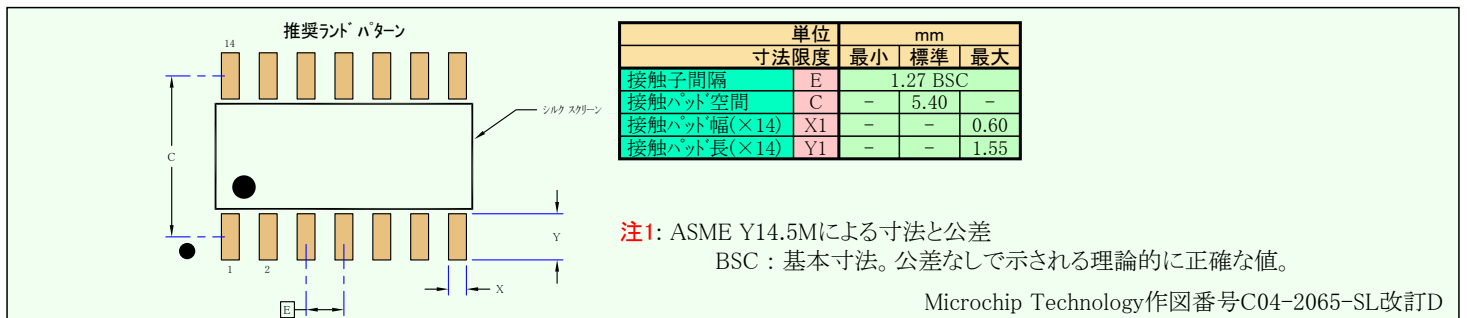 推奨ランド パターン
14
シルク スクリーン
C
Y
1 2
X
E
単位 mm
寸法限度 最小 標準 最大
接触子間隔 E 1.27 BSC
接触パッド空間 C - 5.40 -
接触パッド幅(×14) X1 - - 0.60
接触パッド長(×14) Y1 - - 1.55
注1: ASME Y14.5Mによる寸法と公差
BSC : 基本寸法。公差なしで示される理論的に正確な値。
Microchip Technology作図番号C04-2065-SL改訂D